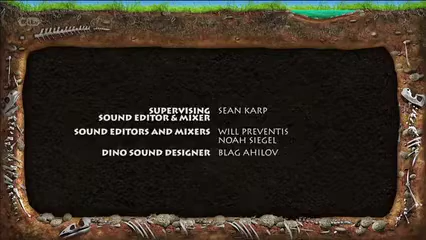 SUPERVISING SEAN KARP
SOUND EDITOR & MIXER
SOUND EDITORS AND MIXERS WILL PREVENTIS
NOAH SIEGEL
DINO SOUND DESIGNER BLAG AHILOV